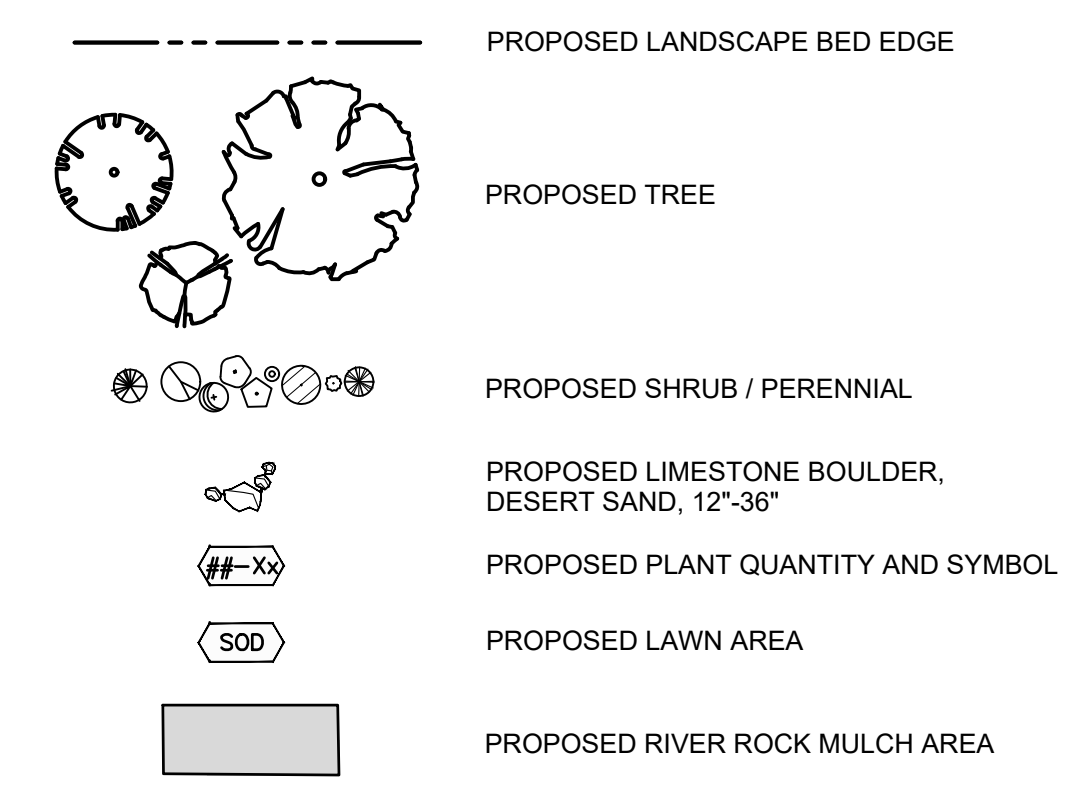 PROPOSED LANDSCAPE BED EDGE
PROPOSED TREE
PROPOSED SHRUB / PERENNIAL
PROPOSED LIMESTONE BOULDER,
DESERT SAND, 12"-36"
##-Xx PROPOSED PLANT QUANTITY AND SYMBOL
SOD PROPOSED LAWN AREA
PROPOSED RIVER ROCK MULCH AREA